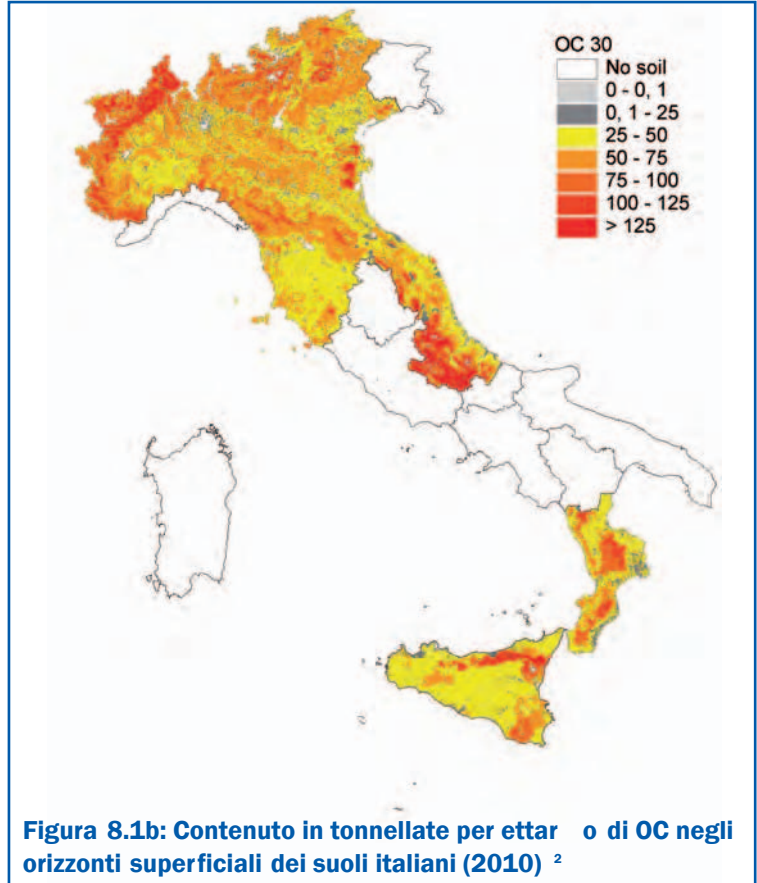 OC 30
No soil
0 - 0, 1
0, 1 - 25
25 - 50
50 - 75
75 - 100
100 - 125
> 125
Figura 8.1b: Contenuto in tonnellate per ettar o di OC negli
orizzonti superficiali dei suoli italiani (2010) ²